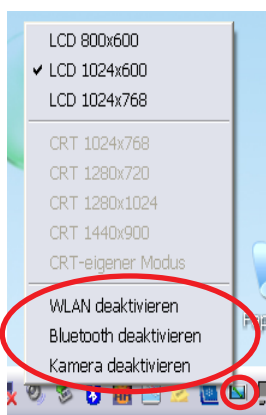 LCD 800x600
LCD 1024x600
LCD 1024x768
CRT 1024x768
CRT 1280x720
CRT 1280x1024
CRT 1440x900
CRT-eigener Modus
WLAN deaktivieren
Bluetooth deaktivieren
Kamera deaktivieren